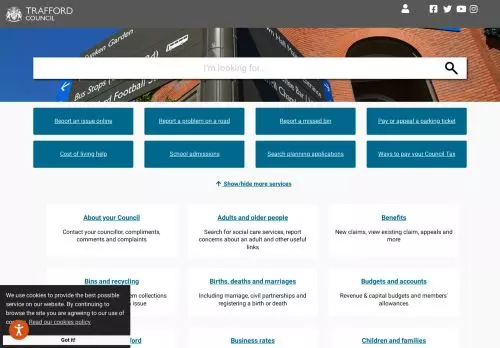 TRAFFORD
COUNCIL
Sunken Garden
Bus Stops
Football
I'm looking for...
Report an issue online
Report a problem on a road
Report a missed bin
Pay or appeal a parking ticket
Cost of living help
School admissions
Search planning applications
Ways to pay your Council Tax
Show/hide more services
About your Council
Contact your councillor, compliments,
comments and complaints
Adults and older people
Search for social care services, report
concerns about an adult and other useful
links
Benefits
New claims, view existing claim, appeals and
more
Bins and recycling
em collections
issue
Births, deaths and marriages
Including marriage, civil partnerships and
registering a birth or death
Budgets and accounts
Revenue & capital budgets and members'
allowances
We use cookies to provide the best possible
service on our website. By continuing to
browse the site you are agreeing to our use
of Read our cookies policy
Got it!
ford
Business rates
Children and families